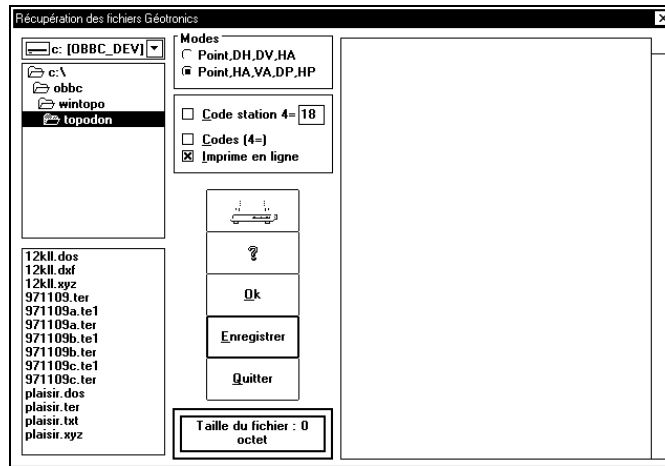 Récupération des fichiers Géotronics
c: [OBBC_DEV]
c:\
obbc
wintopo
topodon
12kll.dos
12kll.dxf
12kll.xyz
971109.ter
971109a.te1
971109a.ter
971109b.te1
971109b.ter
971109c.te1
971109c.ter
plaisir.dos
plaisir.ter
plaisir.txt
plaisir.xyz
Modes
Point,DH,DV,HA
Point,HA,VA,DP,HP
Code station 4= 18
Codes (4=)
Imprime en ligne
?
Ok
Enregistrer
Quitter
Taille du fichier : 0
octet